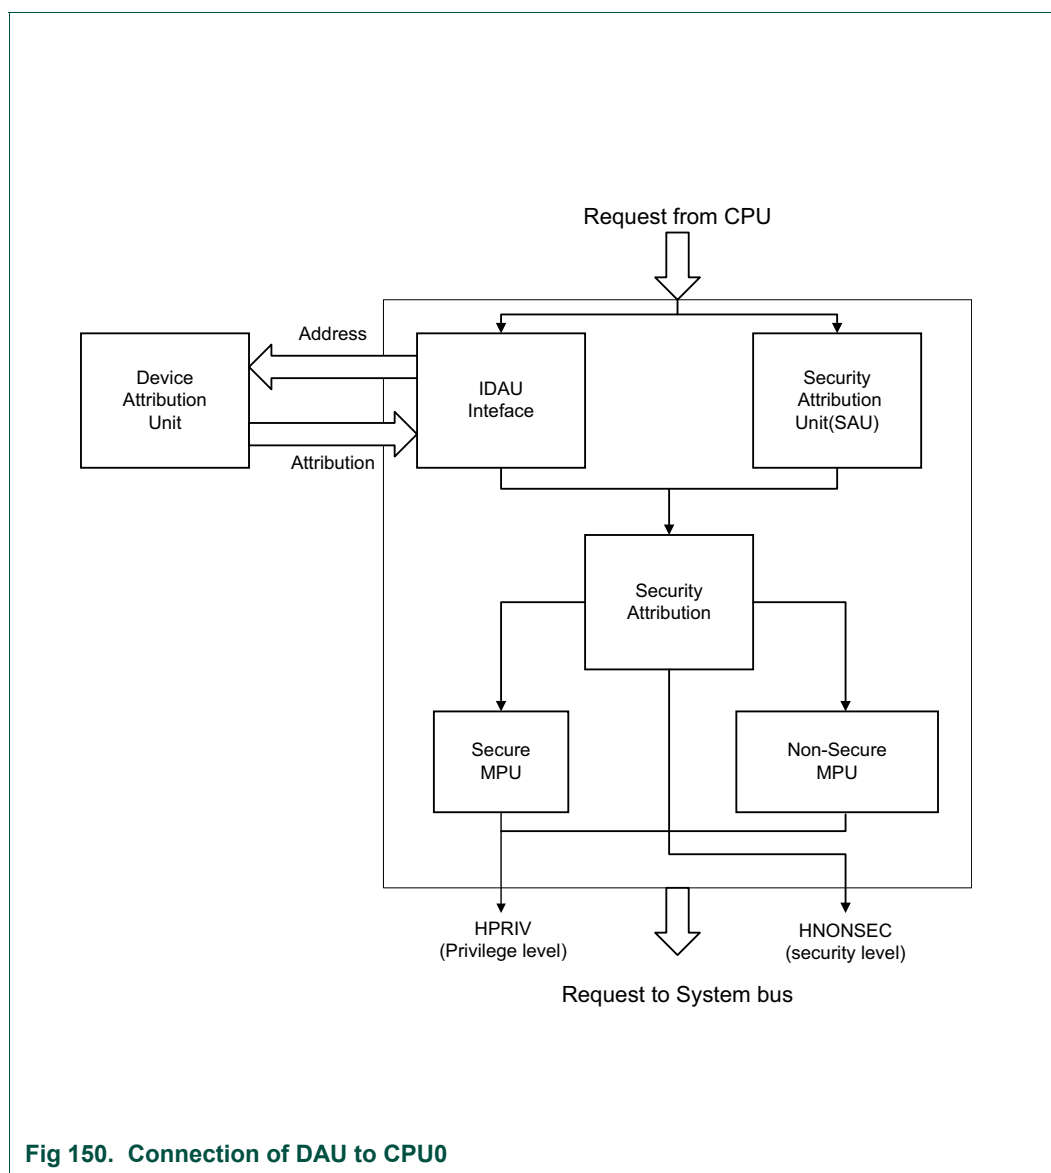 Request from CPU
Address
Device
Attribution
Unit
Attribution
IDAU
Inteface
Security
Attribution
Unit(SAU)
Security
Attribution
Secure
MPU
Non-Secure
MPU
HPRIV
(Privilege level)
HNONSEC
(security level)
Request to System bus
Fig 150. Connection of DAU to CPU0